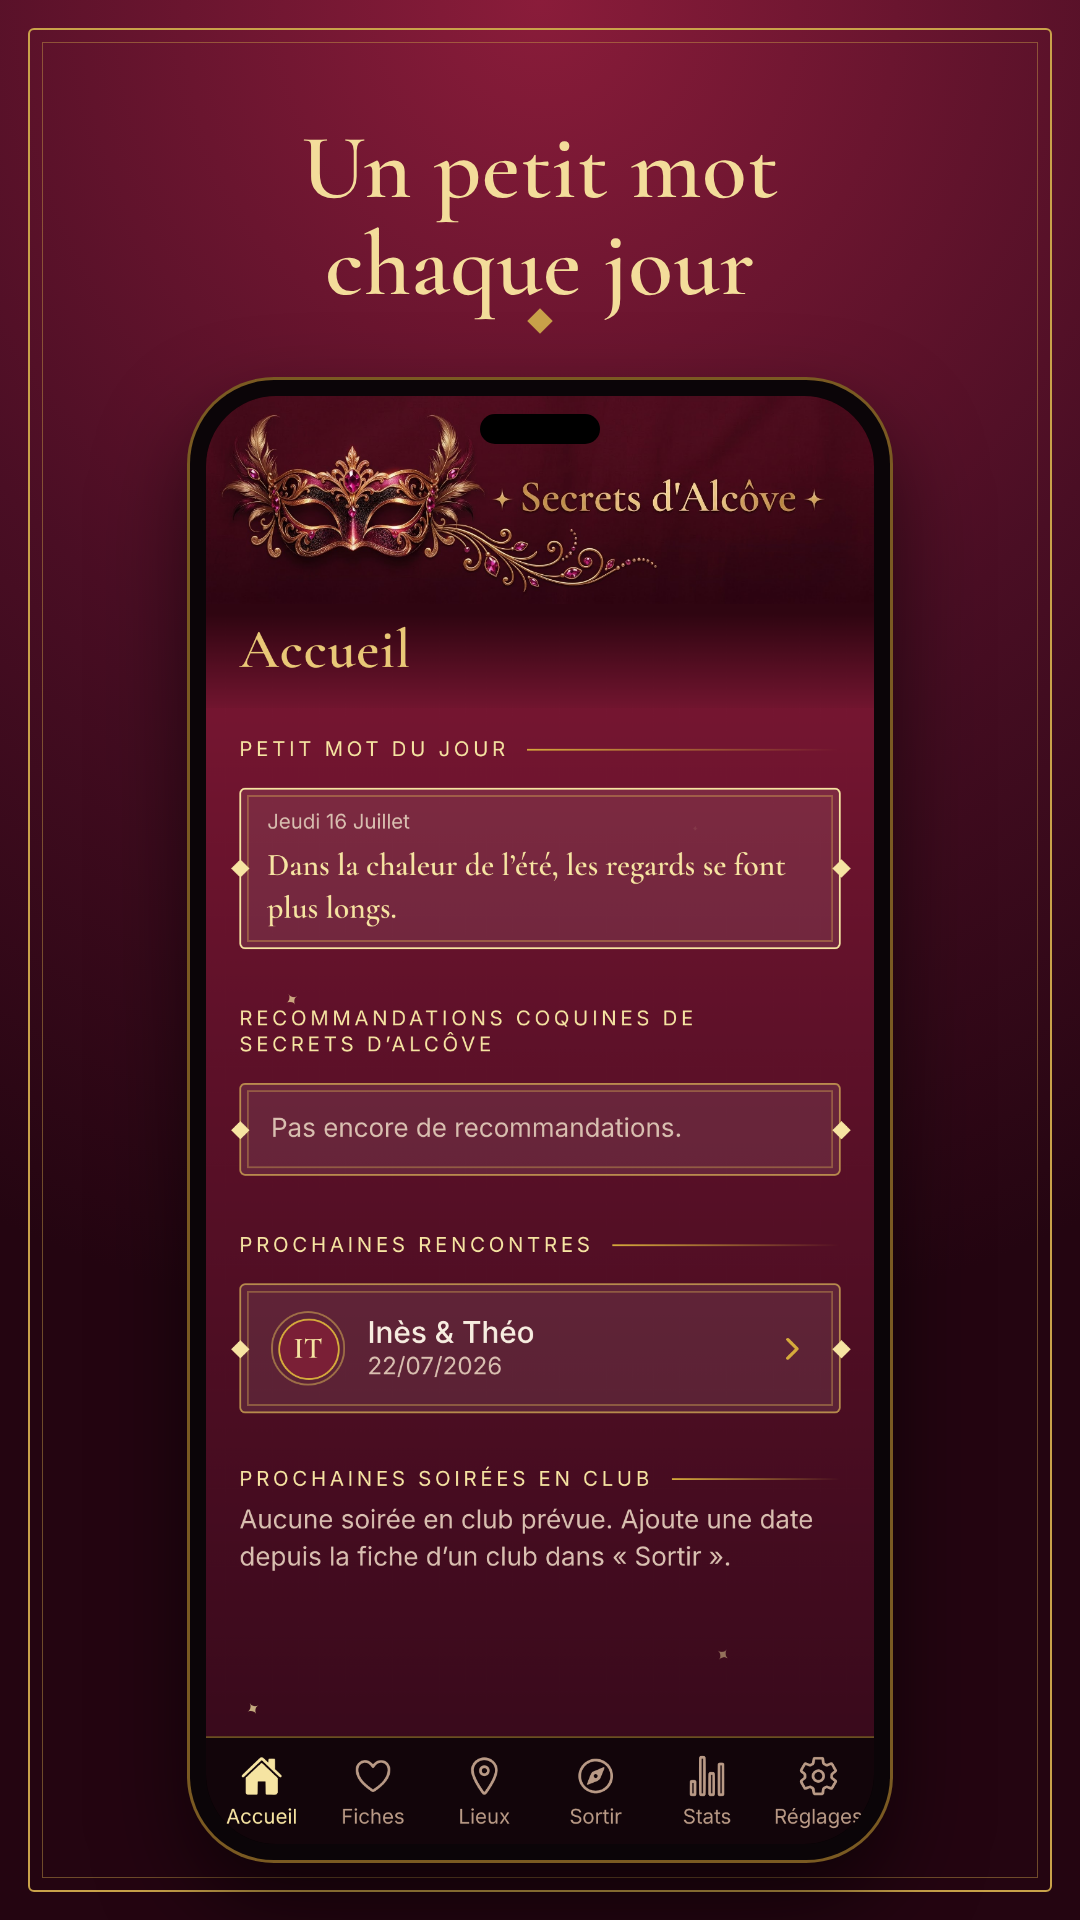 Un petit mot
chaque jour
Secrets d'Alcôve
Accueil
PETIT MOT DU JOUR
Jeudi 16 Juillet
Dans la chaleur de l’été, les regards se font
plus longs.
RECOMMANDATIONS COQUINES DE
SECRETS D’ALCÔVE
Pas encore de recommandations.
PROCHAINES RENCONTRES
IT
Inès & Théo
22/07/2026
PROCHAINES SOIRÉES EN CLUB
Aucune soirée en club prévue. Ajoute une date
depuis la fiche d’un club dans « Sortir ».
Accueil Fiches Lieux Sortir Stats Réglages